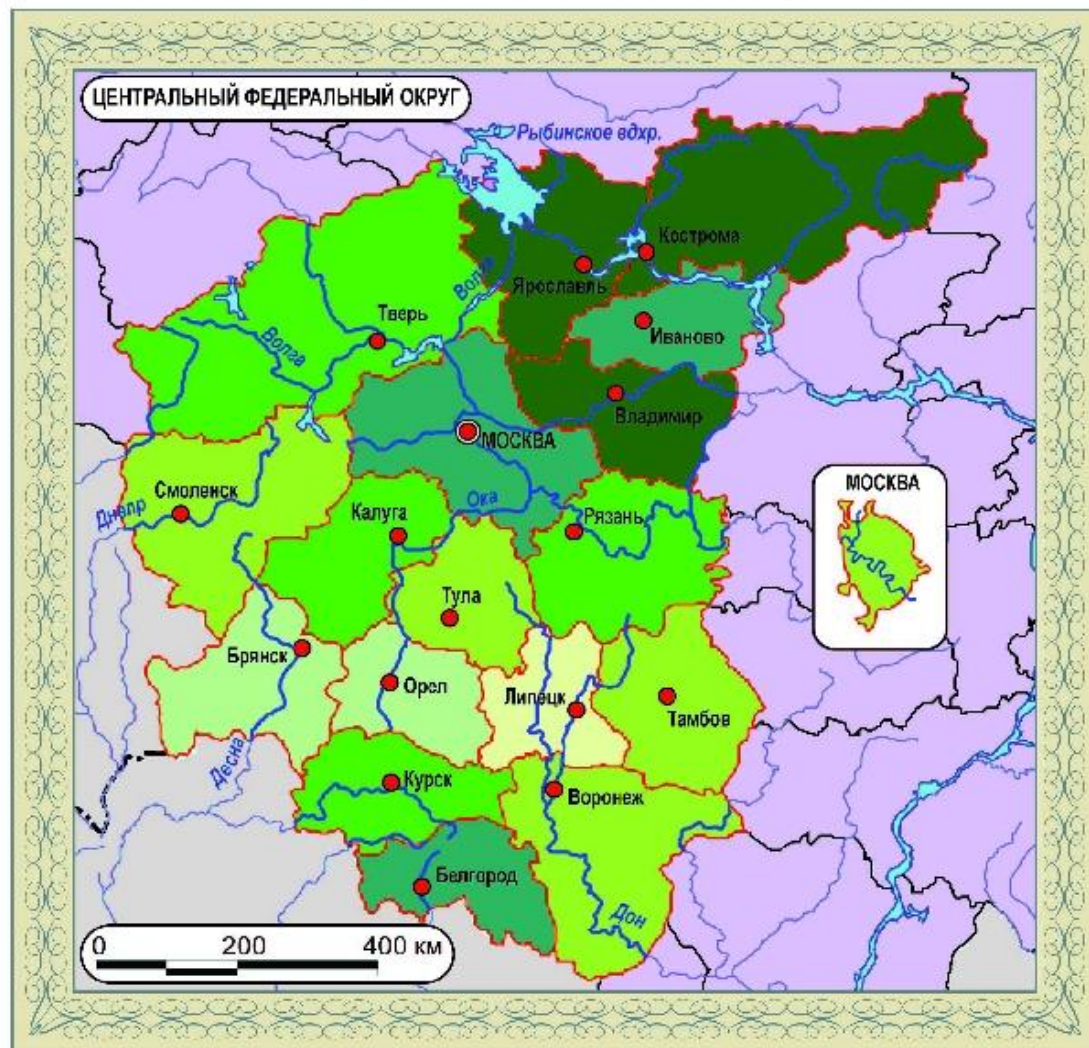 ЦЕНТРАЛЬНЫЙ ФЕДЕРАЛЬНЫЙ ОКРУГ
Рыбинское вдхр.
Кострома
Ярославль
Волга
Тверь
Иваново
Волга
Владимир
МОСКВА
МОСКВА
Смоленск
Днепр
Калуга
Ока
Рязань
Тула
Брянск
Орел
Липецк
Тамбов
Десна
Курск
Воронеж
Белгород
Дон
0 200 400 км